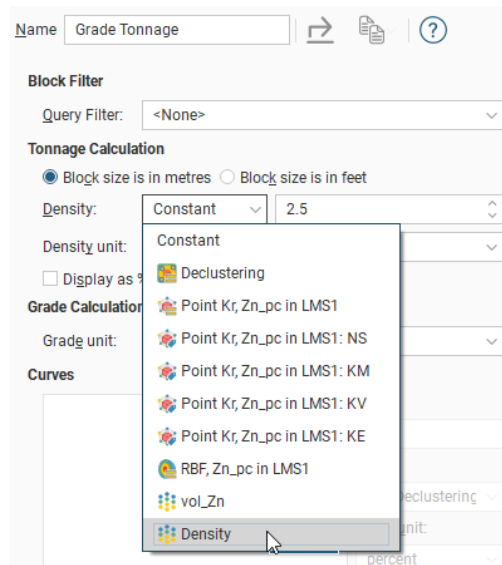 Name Grade Tonnage ?
Block Filter
Query Filter: <None>
Tonnage Calculation
Block size is in metres Block size is in feet
Density: Constant 2.5
Density unit:
Constant
Declustering
Display as %
Point Kr, Zn_pc in LMS1
Grade Calculation
Point Kr, Zn_pc in LMS1: NS
Grade unit:
Point Kr, Zn_pc in LMS1: KM
Curves
Point Kr, Zn_pc in LMS1: KV
Point Kr, Zn_pc in LMS1: KE
RBF, Zn_pc in LMS1
vol_Zn
Declustering
Density
unit:
percent